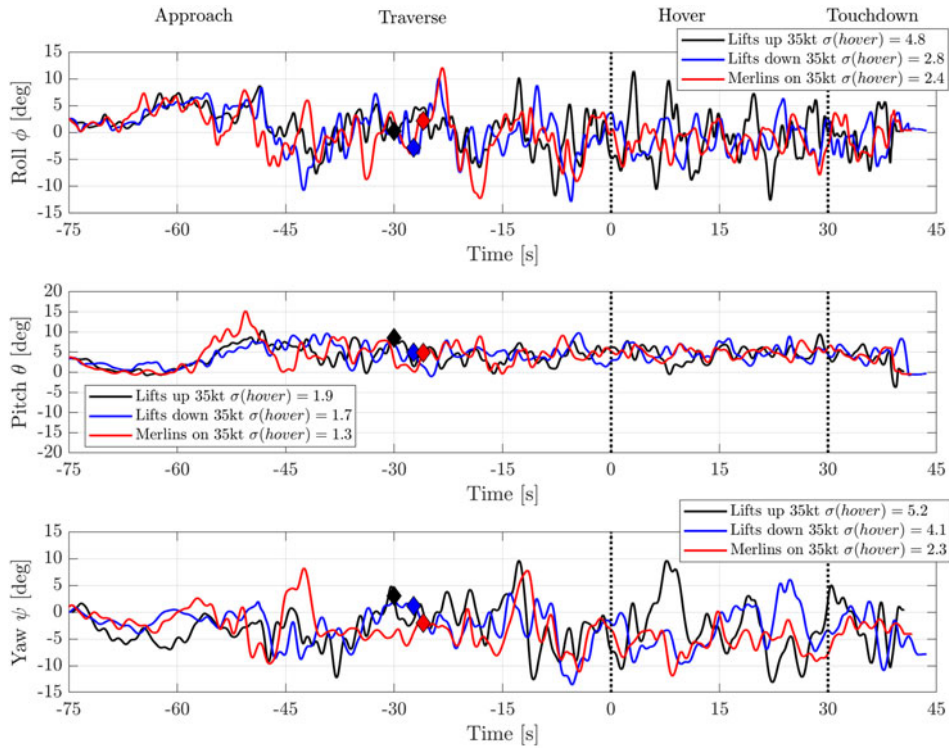 Approach Traverse Hover Touchdown
Lifts up 35kt σ(hover) = 4.8
Lifts down 35kt σ(hover) = 2.8
Merlins on 35kt σ(hover) = 2.4
15
10
5
0
-5
-10
-15
Roll ϕ [deg]
-75 -60 -45 -30 -15 0 15 30 45
Time [s]
20
15
10
5
0
-5
-10
-15
-20
Pitch θ [deg]
Lifts up 35kt σ(hover) = 1.9
Lifts down 35kt σ(hover) = 1.7
Merlins on 35kt σ(hover) = 1.3
-75 -60 -45 -30 -15 0 15 30 45
Time [s]
Lifts up 35kt σ(hover) = 5.2
Lifts down 35kt σ(hover) = 4.1
Merlins on 35kt σ(hover) = 2.3
15
10
5
0
-5
-10
-15
Yaw ψ [deg]
-75 -60 -45 -30 -15 0 15 30 45
Time [s]